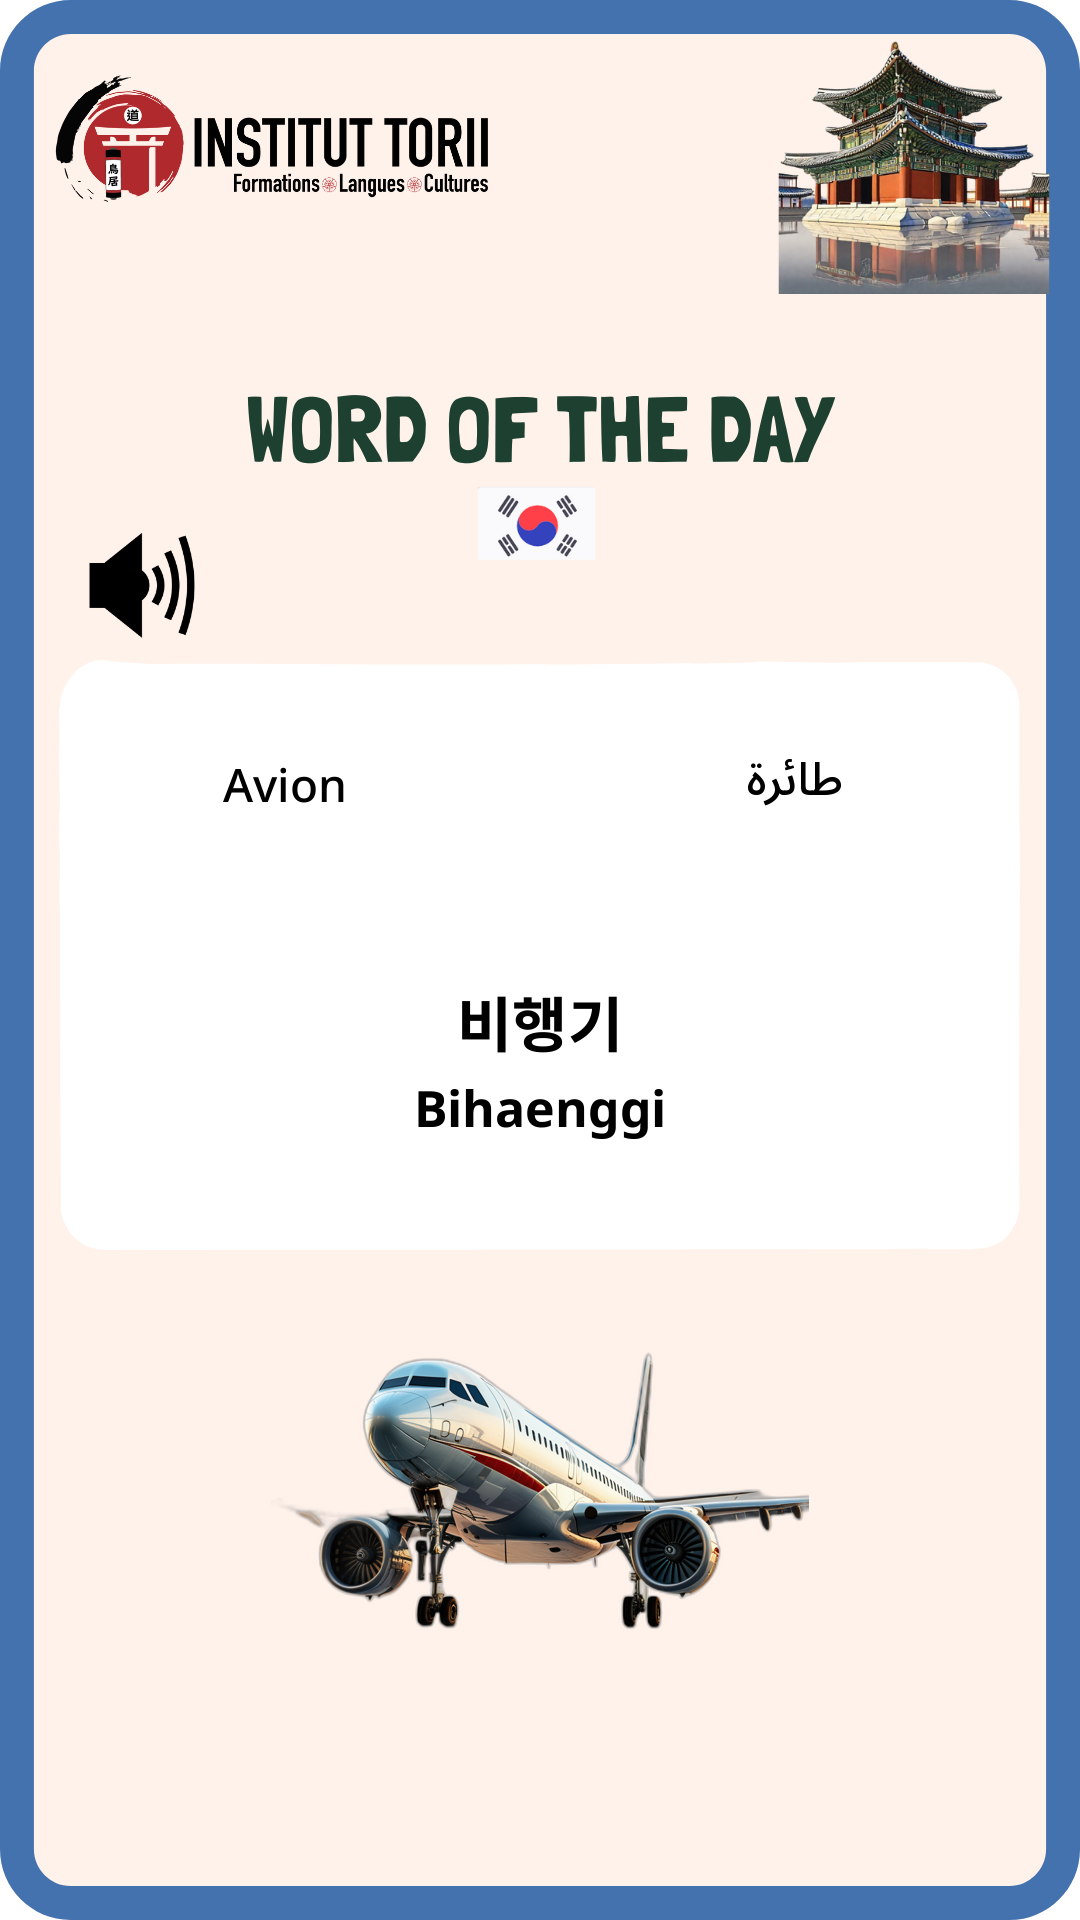 道
鳥居
INSTITUT TORII
Formations Langues Cultures
WORD OF THE DAY
Avion
طائرة
비행기
Bihaenggi